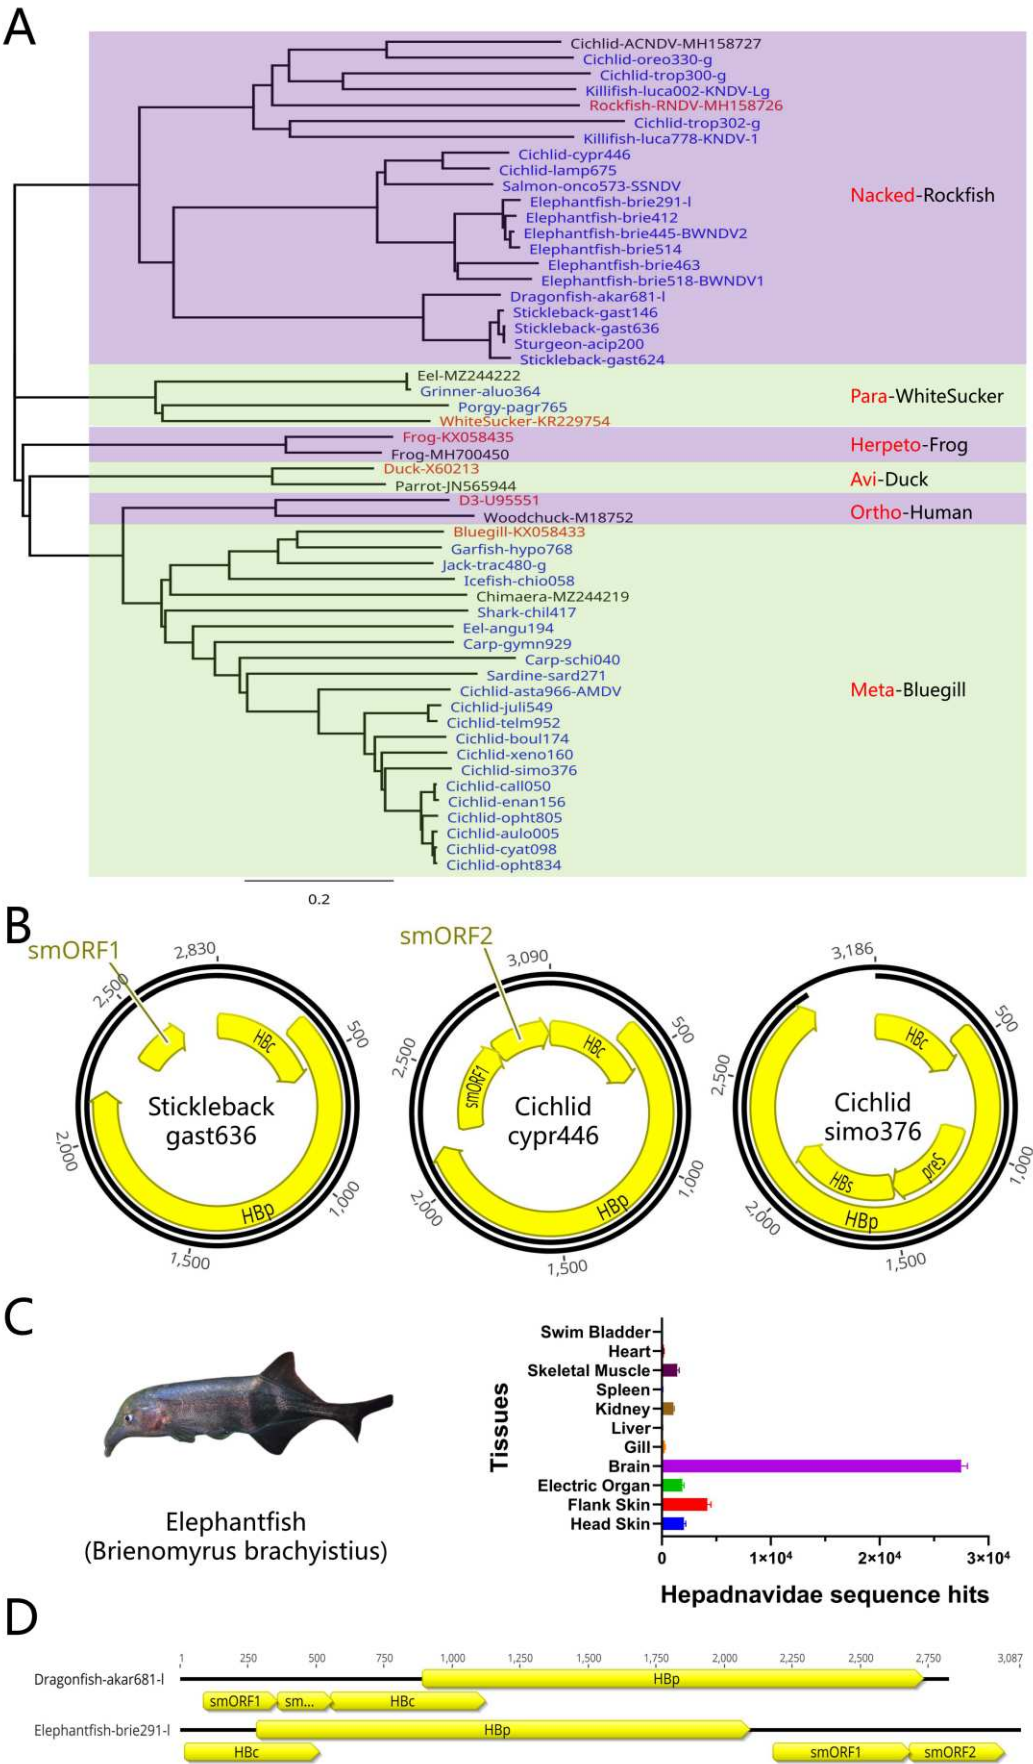 A
Cichlid-ACNDV-MH158727
Cichlid-oreo330-g
Cichlid-trop300-g
Killifish-luca002-KNDV-Lg
Rockfish-RNDV-MH158726
Cichlid-trop302-g
Killifish-luca778-KNDV-1
Cichlid-cypr446
Cichlid-lamp675
Salmon-onco573-SSNDV
Elephantfish-brie291-l
Elephantfish-brie412
Elephantfish-brie445-BWNDV2
Elephantfish-brie514
Elephantfish-brie463
Elephantfish-brie518-BWNDV1
Dragonfish-akar681-l
Stickleback-gast146
Stickleback-gast636
Sturgeon-acip200
Stickleback-gast624
Nacked-Rockfish
Eel-MZ244222
Grinner-aluo364
Porgy-pagr765
WhiteSucker-KR229754
Para-WhiteSucker
Frog-KX058435
Frog-MH700450
Herpeto-Frog
Duck-X60213
Parrot-JN565944
Avi-Duck
D3-U95551
Woodchuck-M18752
Ortho-Human
Bluegill-KX058433
Garfish-hypo768
Jack-trac480-g
Icefish-chio058
Chimaera-MZ244219
Shark-chil417
Eel-angu194
Carp-gymn929
Carp-schi040
Sardine-sard271
Cichlid-asta966-AMDV
Cichlid-juli549
Cichlid-telm952
Cichlid-boul174
Cichlid-xeno160
Cichlid-simo376
Cichlid-call050
Cichlid-enan156
Cichlid-opht805
Cichlid-aulo005
Cichlid-cyat098
Cichlid-opht834
Meta-Bluegill
0.2
B
smORF1
2,830
500
1,000
1,500
2,000
2,500
HBc
HBp
Stickleback
gast636
smORF2
3,090
500
1,000
1,500
2,000
2,500
smORF1
HBc
HBp
Cichlid
cypr446
3,186
500
1,000
1,500
2,000
2,500
HBc
preS
HBs
HBp
Cichlid
simo376
C
Elephantfish
(Brienomyrus brachyistius)
Tissues
Swim Bladder
Heart
Skeletal Muscle
Spleen
Kidney
Liver
Gill
Brain
Electric Organ
Flank Skin
Head Skin
0 1×10⁴ 2×10⁴ 3×10⁴
Hepadnavidae sequence hits
D
1 250 500 750 1,000 1,250 1,500 1,750 2,000 2,250 2,500 2,750 3,087
Dragonfish-akar681-l HBp
smORF1 sm... HBc
Elephantfish-brie291-l HBp
HBc smORF1 smORF2